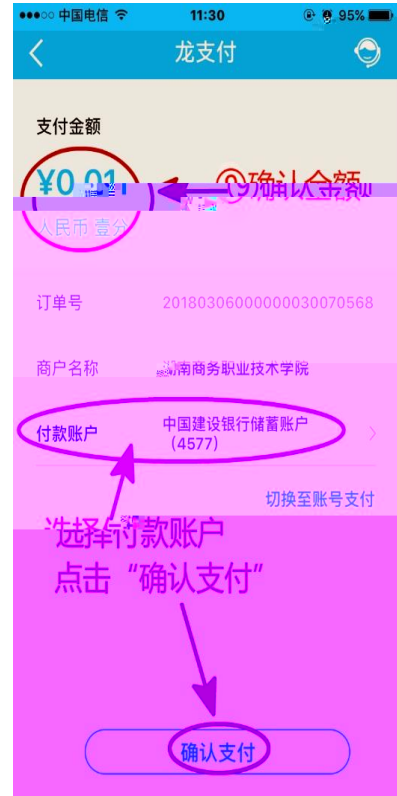 中国电信 11:30 95%
龙支付
支付金额
¥0.01
⑨确认金额
人民币 壹分
订单号 20180306000000030070568
商户名称 湖南商务职业技术学院
付款账户 中国建设银行储蓄账户
（4577）
切换至账号支付
选择付款账户
点击“确认支付”
确认支付